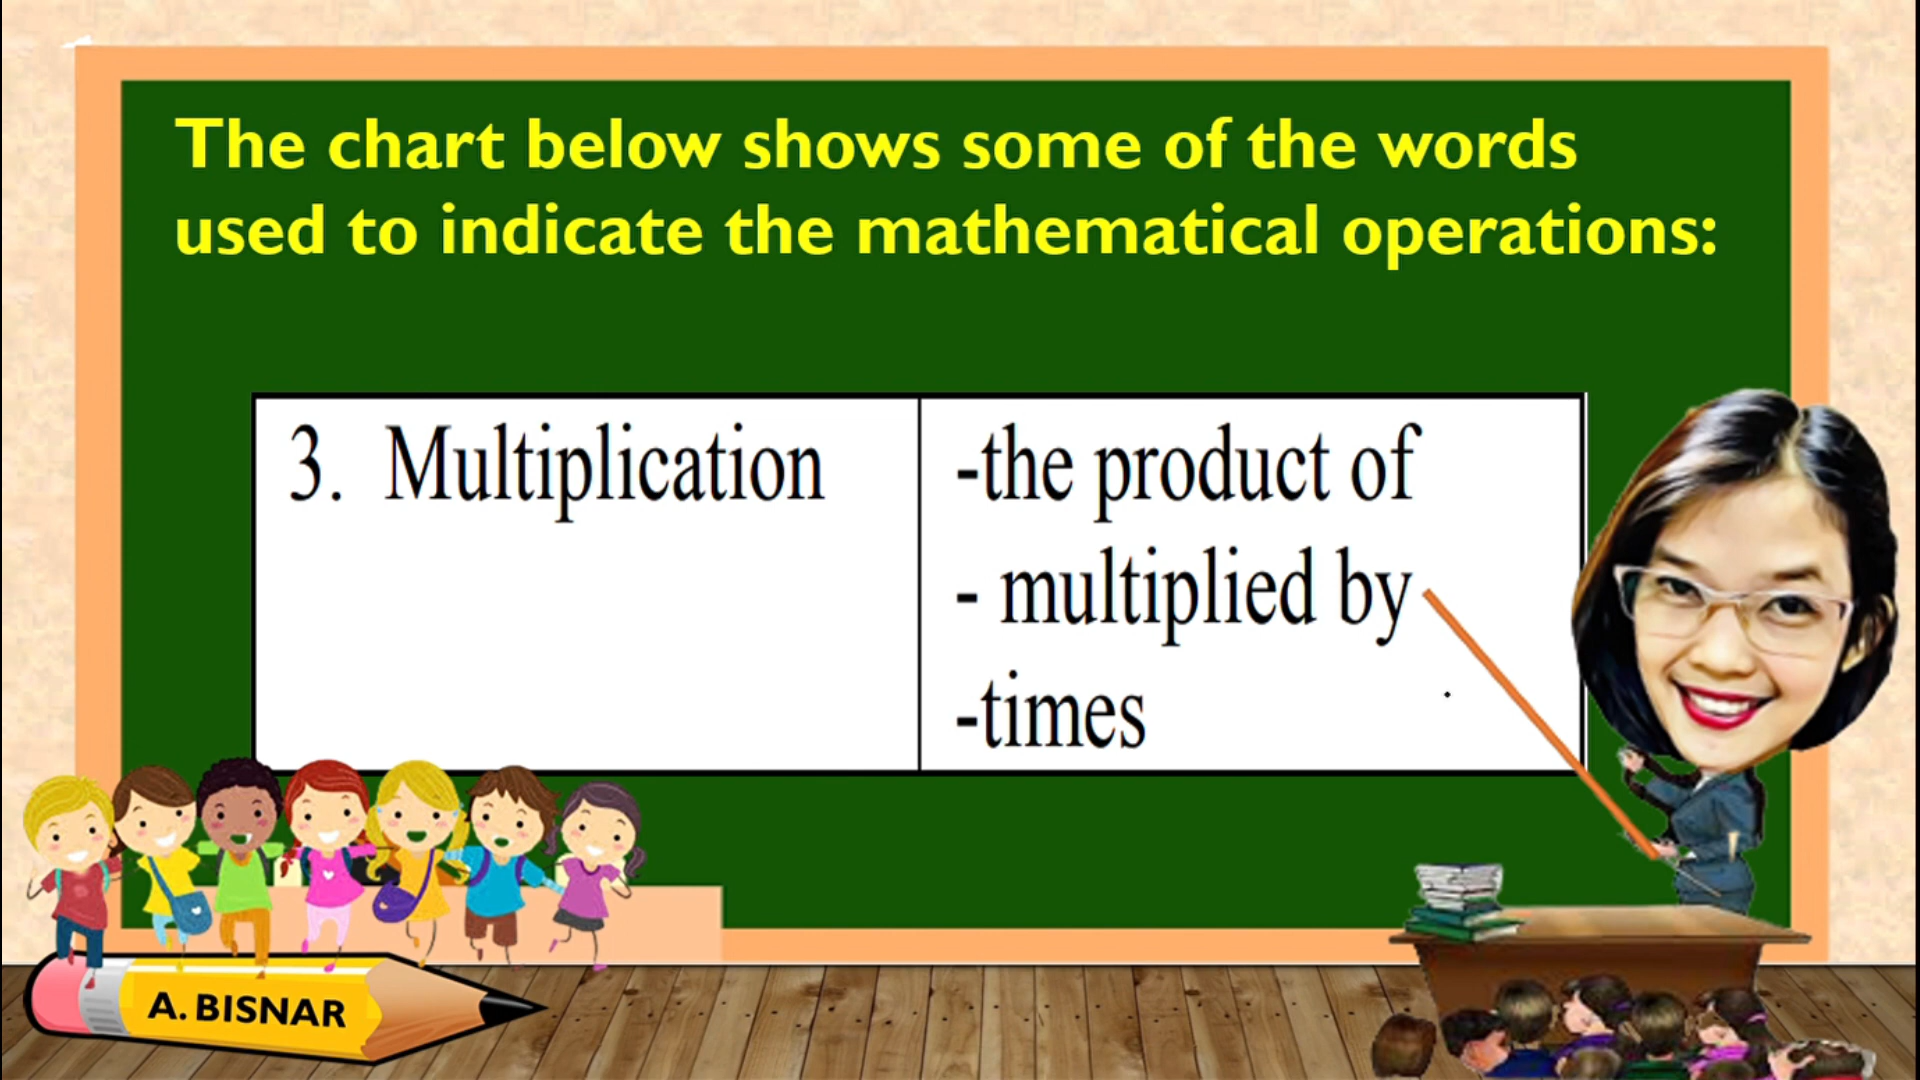 The chart below shows some of the words
used to indicate the mathematical operations:
3. Multiplication
-the product of
- multiplied by
-times
A. BISNAR